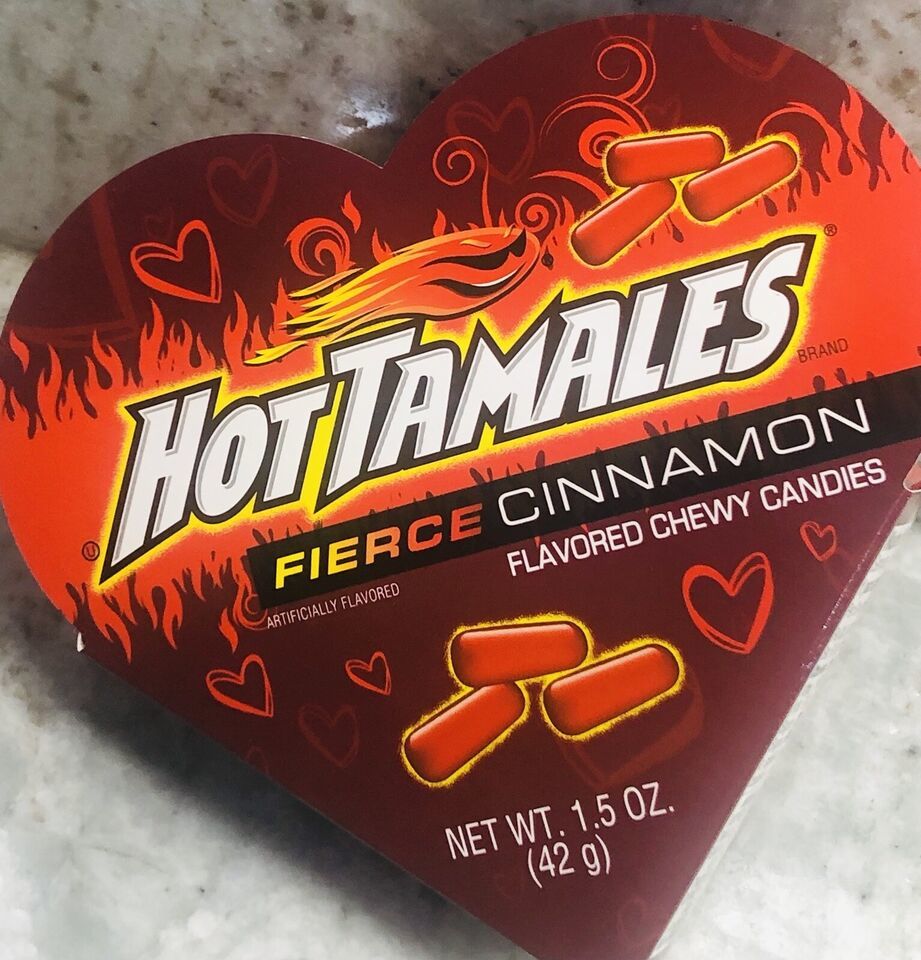 HOT TAMALES®
BRAND
Ⓤ
FIERCE CINNAMON
FLAVORED CHEWY CANDIES
ARTIFICIALLY FLAVORED
NET WT. 1.5 OZ.
(42 g)